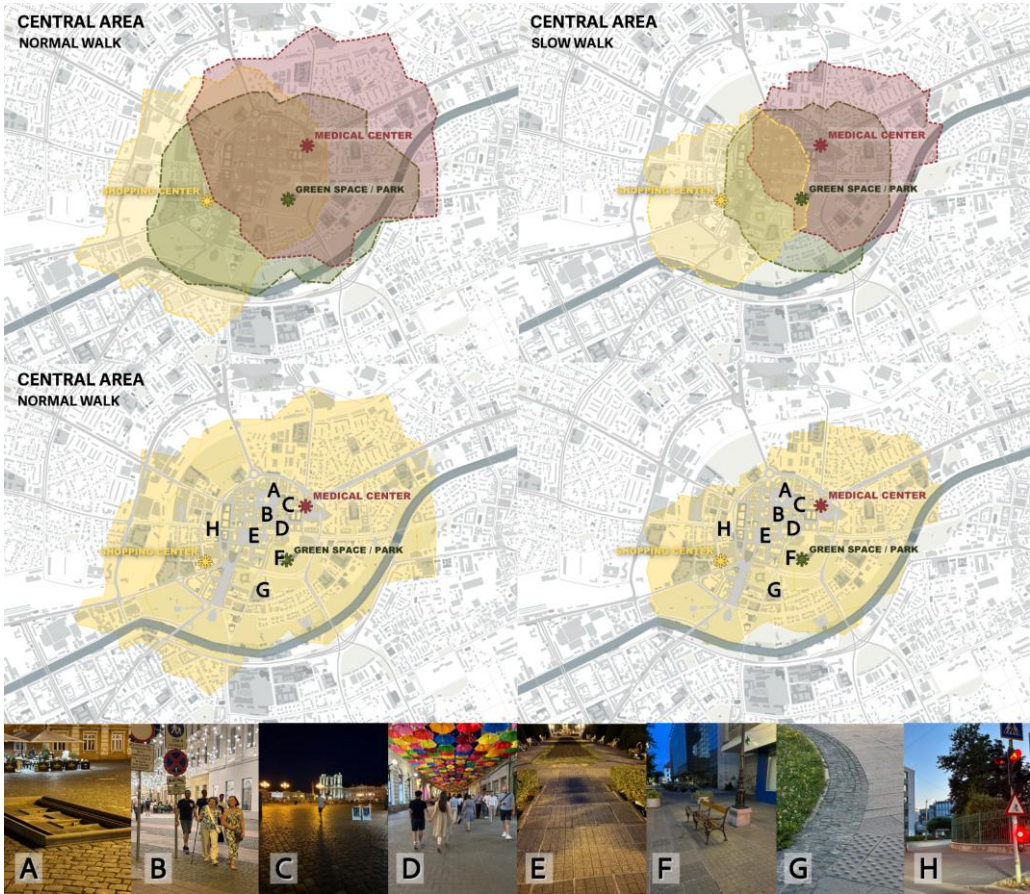 CENTRAL AREA
NORMAL WALK
MEDICAL CENTER
SHOPPING CENTER
GREEN SPACE / PARK
CENTRAL AREA
SLOW WALK
MEDICAL CENTER
SHOPPING CENTER
GREEN SPACE / PARK
CENTRAL AREA
NORMAL WALK
A
C
MEDICAL CENTER
B
H
E
D
SHOPPING CENTER
F
GREEN SPACE / PARK
G
A
C
MEDICAL CENTER
B
H
E
D
SHOPPING CENTER
F
GREEN SPACE / PARK
G
A
B
C
D
E
F
G
H